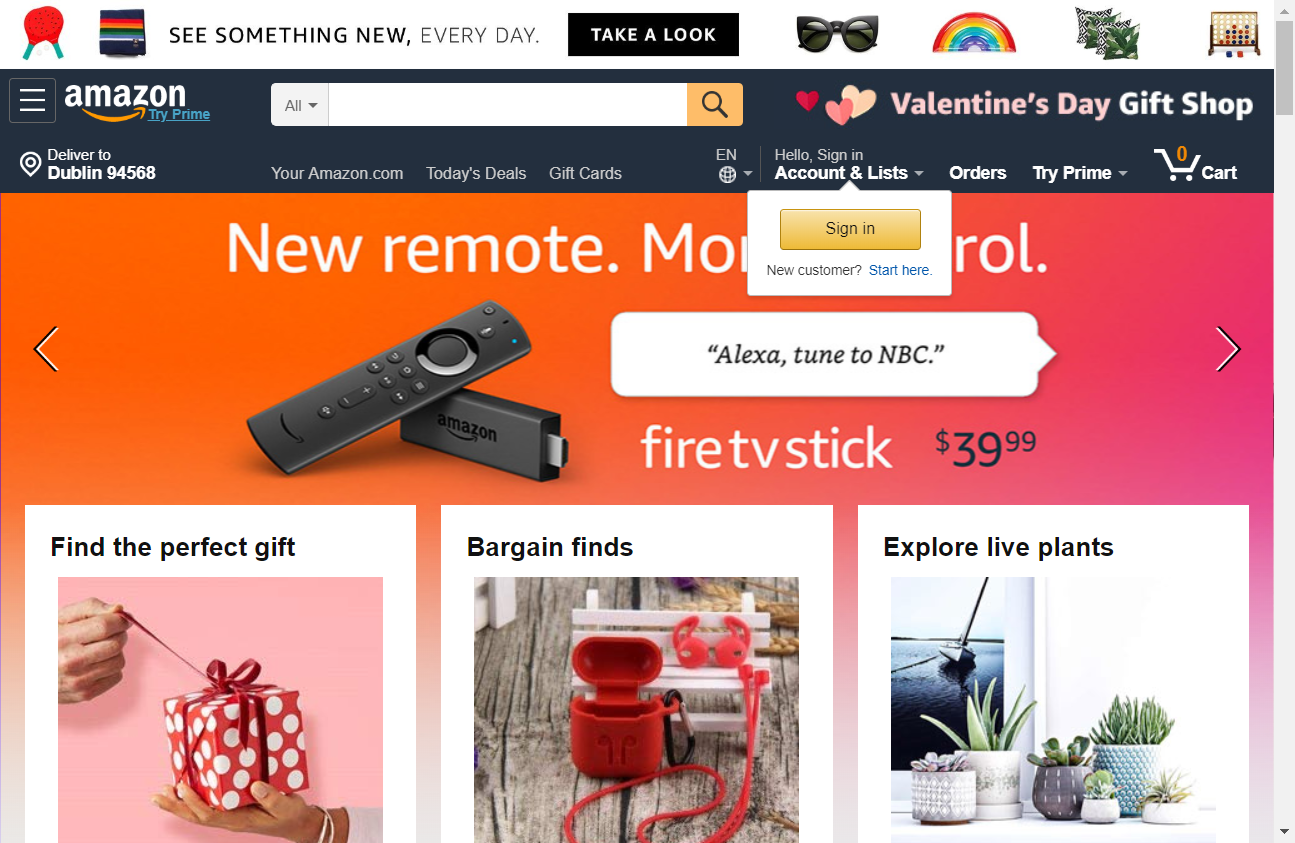 SEE SOMETHING NEW, EVERY DAY.
TAKE A LOOK
amazon
Try Prime
All
Valentine's Day Gift Shop
Deliver to
Dublin 94568
Your Amazon.com
Today's Deals
Gift Cards
EN
Hello, Sign in
Account & Lists
Orders
Try Prime
0
Cart
Sign in
New customer? Start here.
New remote. Mo rol.
“Alexa, tune to NBC.”
amazon
fire tv stick
$39 99
Find the perfect gift
Bargain finds
Explore live plants